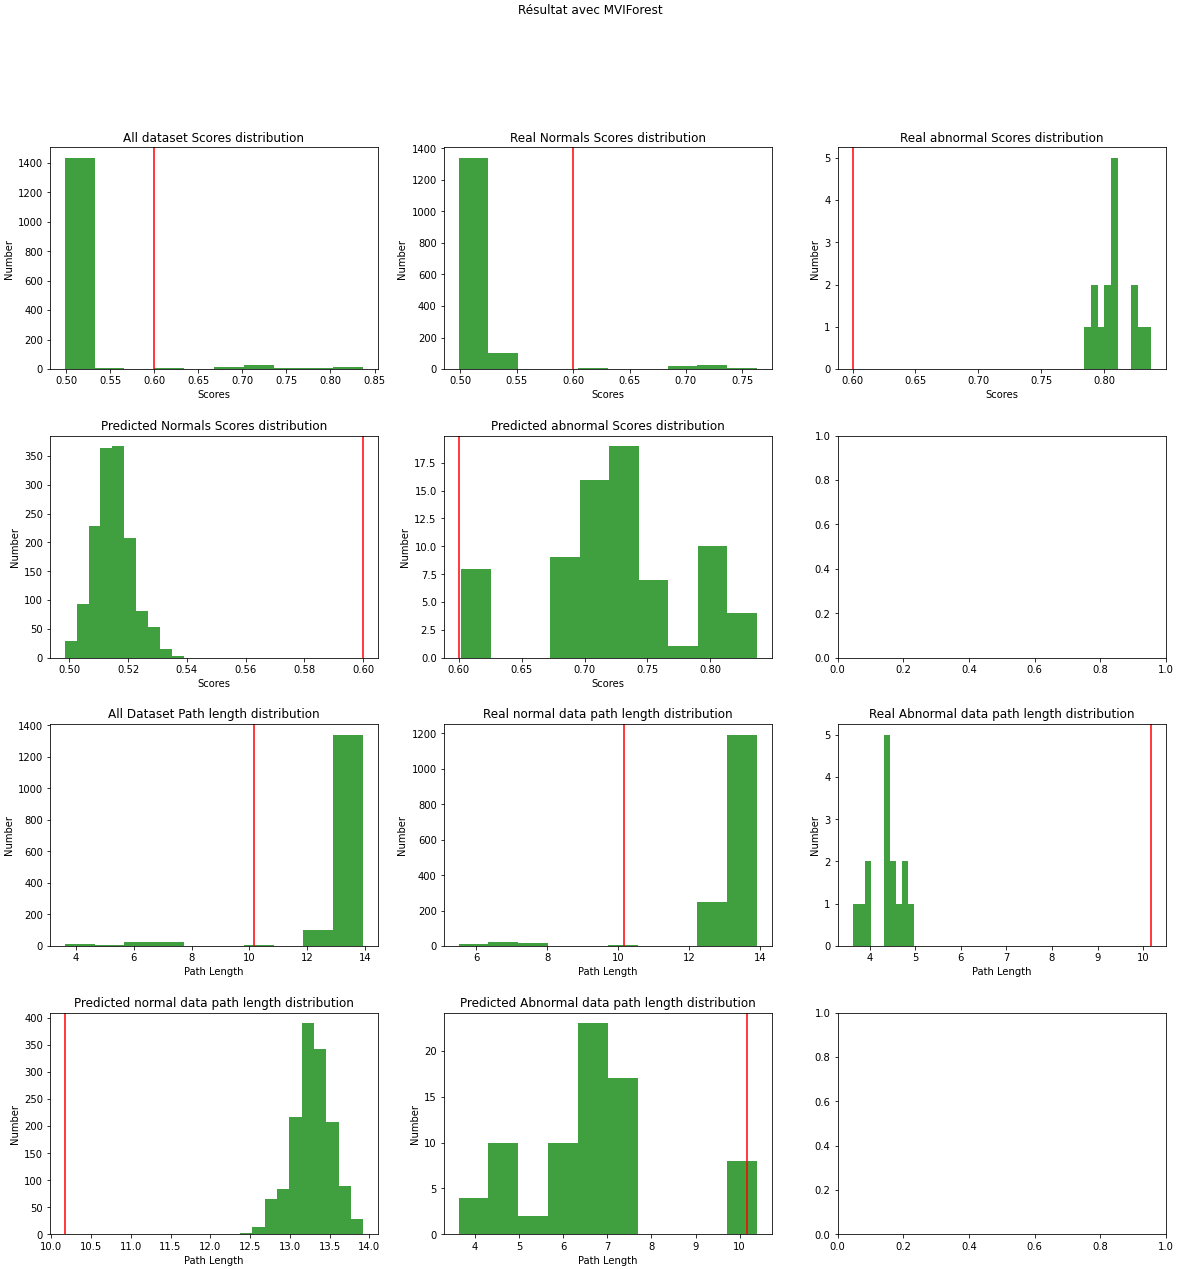 Résultat avec MVIForest
All dataset Scores distribution
Real Normals Scores distribution
Real abnormal Scores distribution
Number
1400
1200
1000
800
600
400
200
0
0.50 0.55 0.60 0.65 0.70 0.75 0.80 0.85
Scores
Number
1400
1200
1000
800
600
400
200
0
0.50 0.55 0.60 0.65 0.70 0.75
Scores
Number
5
4
3
2
1
0
0.60 0.65 0.70 0.75 0.80
Scores
Predicted Normals Scores distribution
Predicted abnormal Scores distribution
Number
350
300
250
200
150
100
50
0
0.50 0.52 0.54 0.56 0.58 0.60
Scores
Number
17.5
15.0
12.5
10.0
7.5
5.0
2.5
0.0
0.60 0.65 0.70 0.75 0.80
Scores
1.0
0.8
0.6
0.4
0.2
0.0
0.0 0.2 0.4 0.6 0.8 1.0
All Dataset Path length distribution
Real normal data path length distribution
Real Abnormal data path length distribution
Number
1400
1200
1000
800
600
400
200
0
4 6 8 10 12 14
Path Length
Number
1200
1000
800
600
400
200
0
6 8 10 12 14
Path Length
Number
5
4
3
2
1
0
4 5 6 7 8 9 10
Path Length
Predicted normal data path length distribution
Predicted Abnormal data path length distribution
Number
400
350
300
250
200
150
100
50
0
10.0 10.5 11.0 11.5 12.0 12.5 13.0 13.5 14.0
Path Length
Number
20
15
10
5
0
4 5 6 7 8 9 10
Path Length
1.0
0.8
0.6
0.4
0.2
0.0
0.0 0.2 0.4 0.6 0.8 1.0